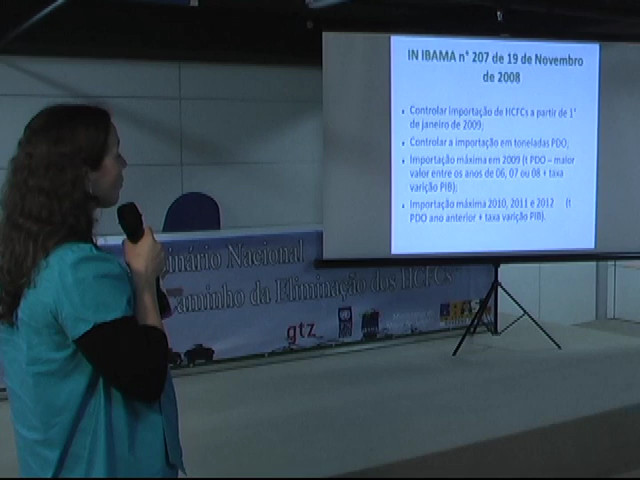 IN IBAMA n° 207 de 19 de Novembro
de 2008
• Controlar importação de HCFCs a partir de 1°
de janeiro de 2009;
• Controlar a importação em toneladas PDO;
• Importação máxima em 2009 (t PDO – maior
valor entre os anos de 06, 07 ou 08 + taxa
varição PIB);
• Importação máxima 2010, 2011 e 2012 (t
PDO ano anterior + taxa varição PIB).
inário Nacional
aminho da Eliminação dos HCFCs
gtz